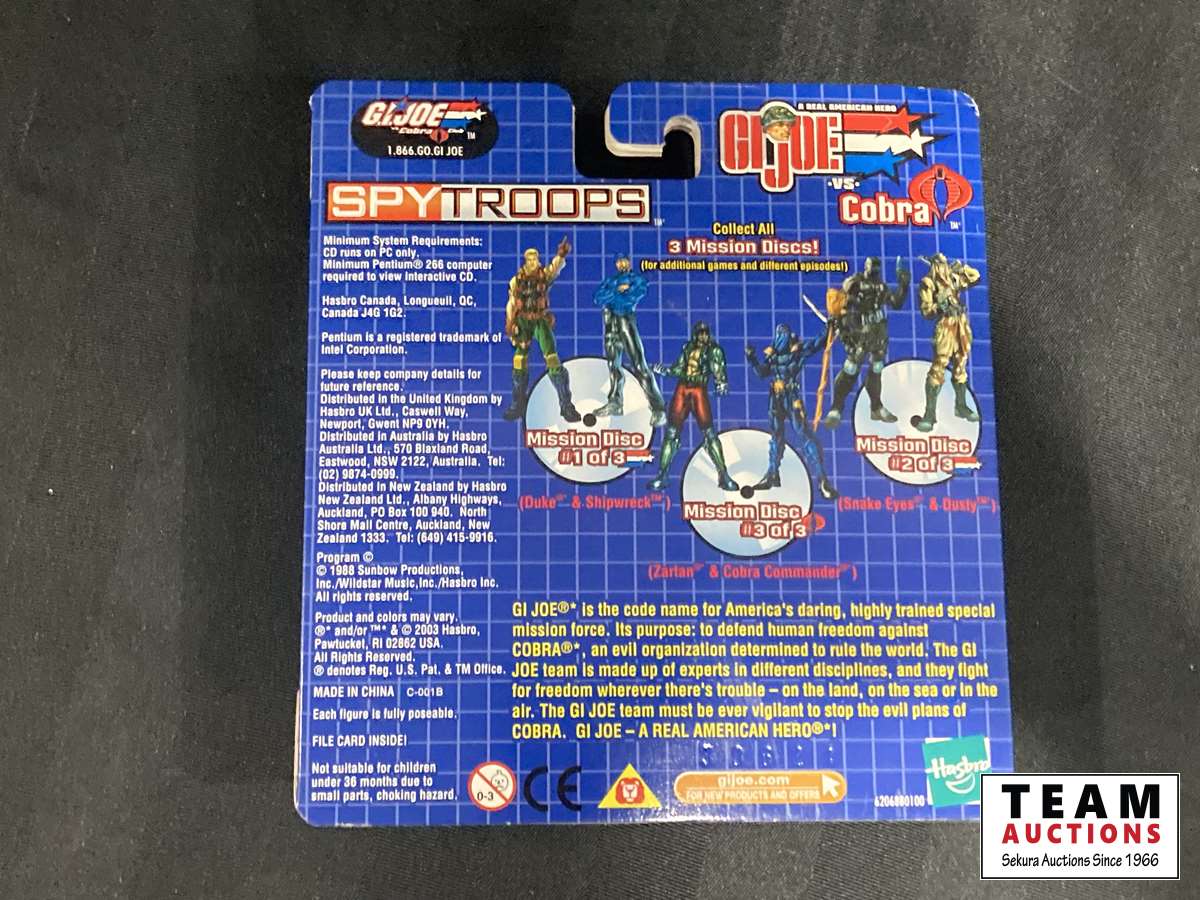 G.I. JOE
vs Cobra Club TM
1.866.GO.GI JOE
SPYTROOPS TM
Minimum System Requirements:
CD runs on PC only.
Minimum Pentium® 266 computer
required to view Interactive CD.
Hasbro Canada, Longueuil, QC,
Canada J4G 1G2.
Pentium is a registered trademark of
Intel Corporation.
Please keep company details for
future reference.
Distributed in the United Kingdom by
Hasbro UK Ltd., Caswell Way,
Newport, Gwent NP9 0YH.
Distributed in Australia by Hasbro
Australia Ltd., 570 Blaxland Road,
Eastwood, NSW 2122, Australia. Tel:
(02) 9874-0999.
Distributed in New Zealand by Hasbro
New Zealand Ltd., Albany Highways,
Auckland, PO Box 100 940. North
Shore Mall Centre, Auckland, New
Zealand 1333. Tel: (649) 415-9916.
Program ©
© 1988 Sunbow Productions,
Inc./Wildstar Music,Inc./Hasbro Inc.
All rights reserved.
Product and colors may vary.
®* and/or ™* & © 2003 Hasbro,
Pawtucket, RI 02862 USA.
All Rights Reserved.
® denotes Reg. U.S. Pat. & TM Office.
MADE IN CHINA C-001B
Each figure is fully poseable.
FILE CARD INSIDE!
Not suitable for children
under 36 months due to
small parts, choking hazard.
0-3
CE
A REAL AMERICAN HERO
GI JOE
·VS·
Cobra TM
Collect All
3 Mission Discs!
(for additional games and different episodes!)
Mission Disc
#1 of 3
(Duke®* & Shipwreck™*)
Mission Disc
#2 of 3
(Snake Eyes®* & Dusty™*)
Mission Disc
#3 of 3
(Zartan®* & Cobra Commander®*)
GI JOE®* is the code name for America's daring, highly trained special
mission force. Its purpose: to defend human freedom against
COBRA®*, an evil organization determined to rule the world. The GI
JOE team is made up of experts in different disciplines, and they fight
for freedom wherever there's trouble – on the land, on the sea or in the
air. The GI JOE team must be ever vigilant to stop the evil plans of
COBRA. GI JOE – A REAL AMERICAN HERO®*!
gijoe.com
FOR NEW PRODUCTS AND OFFERS
6206880100
Hasbro
TEAM
AUCTIONS
Sekura Auctions Since 1966